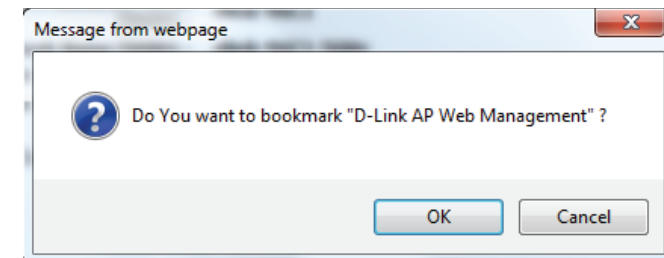 Message from webpage
Do You want to bookmark "D-Link AP Web Management" ?
OK
Cancel